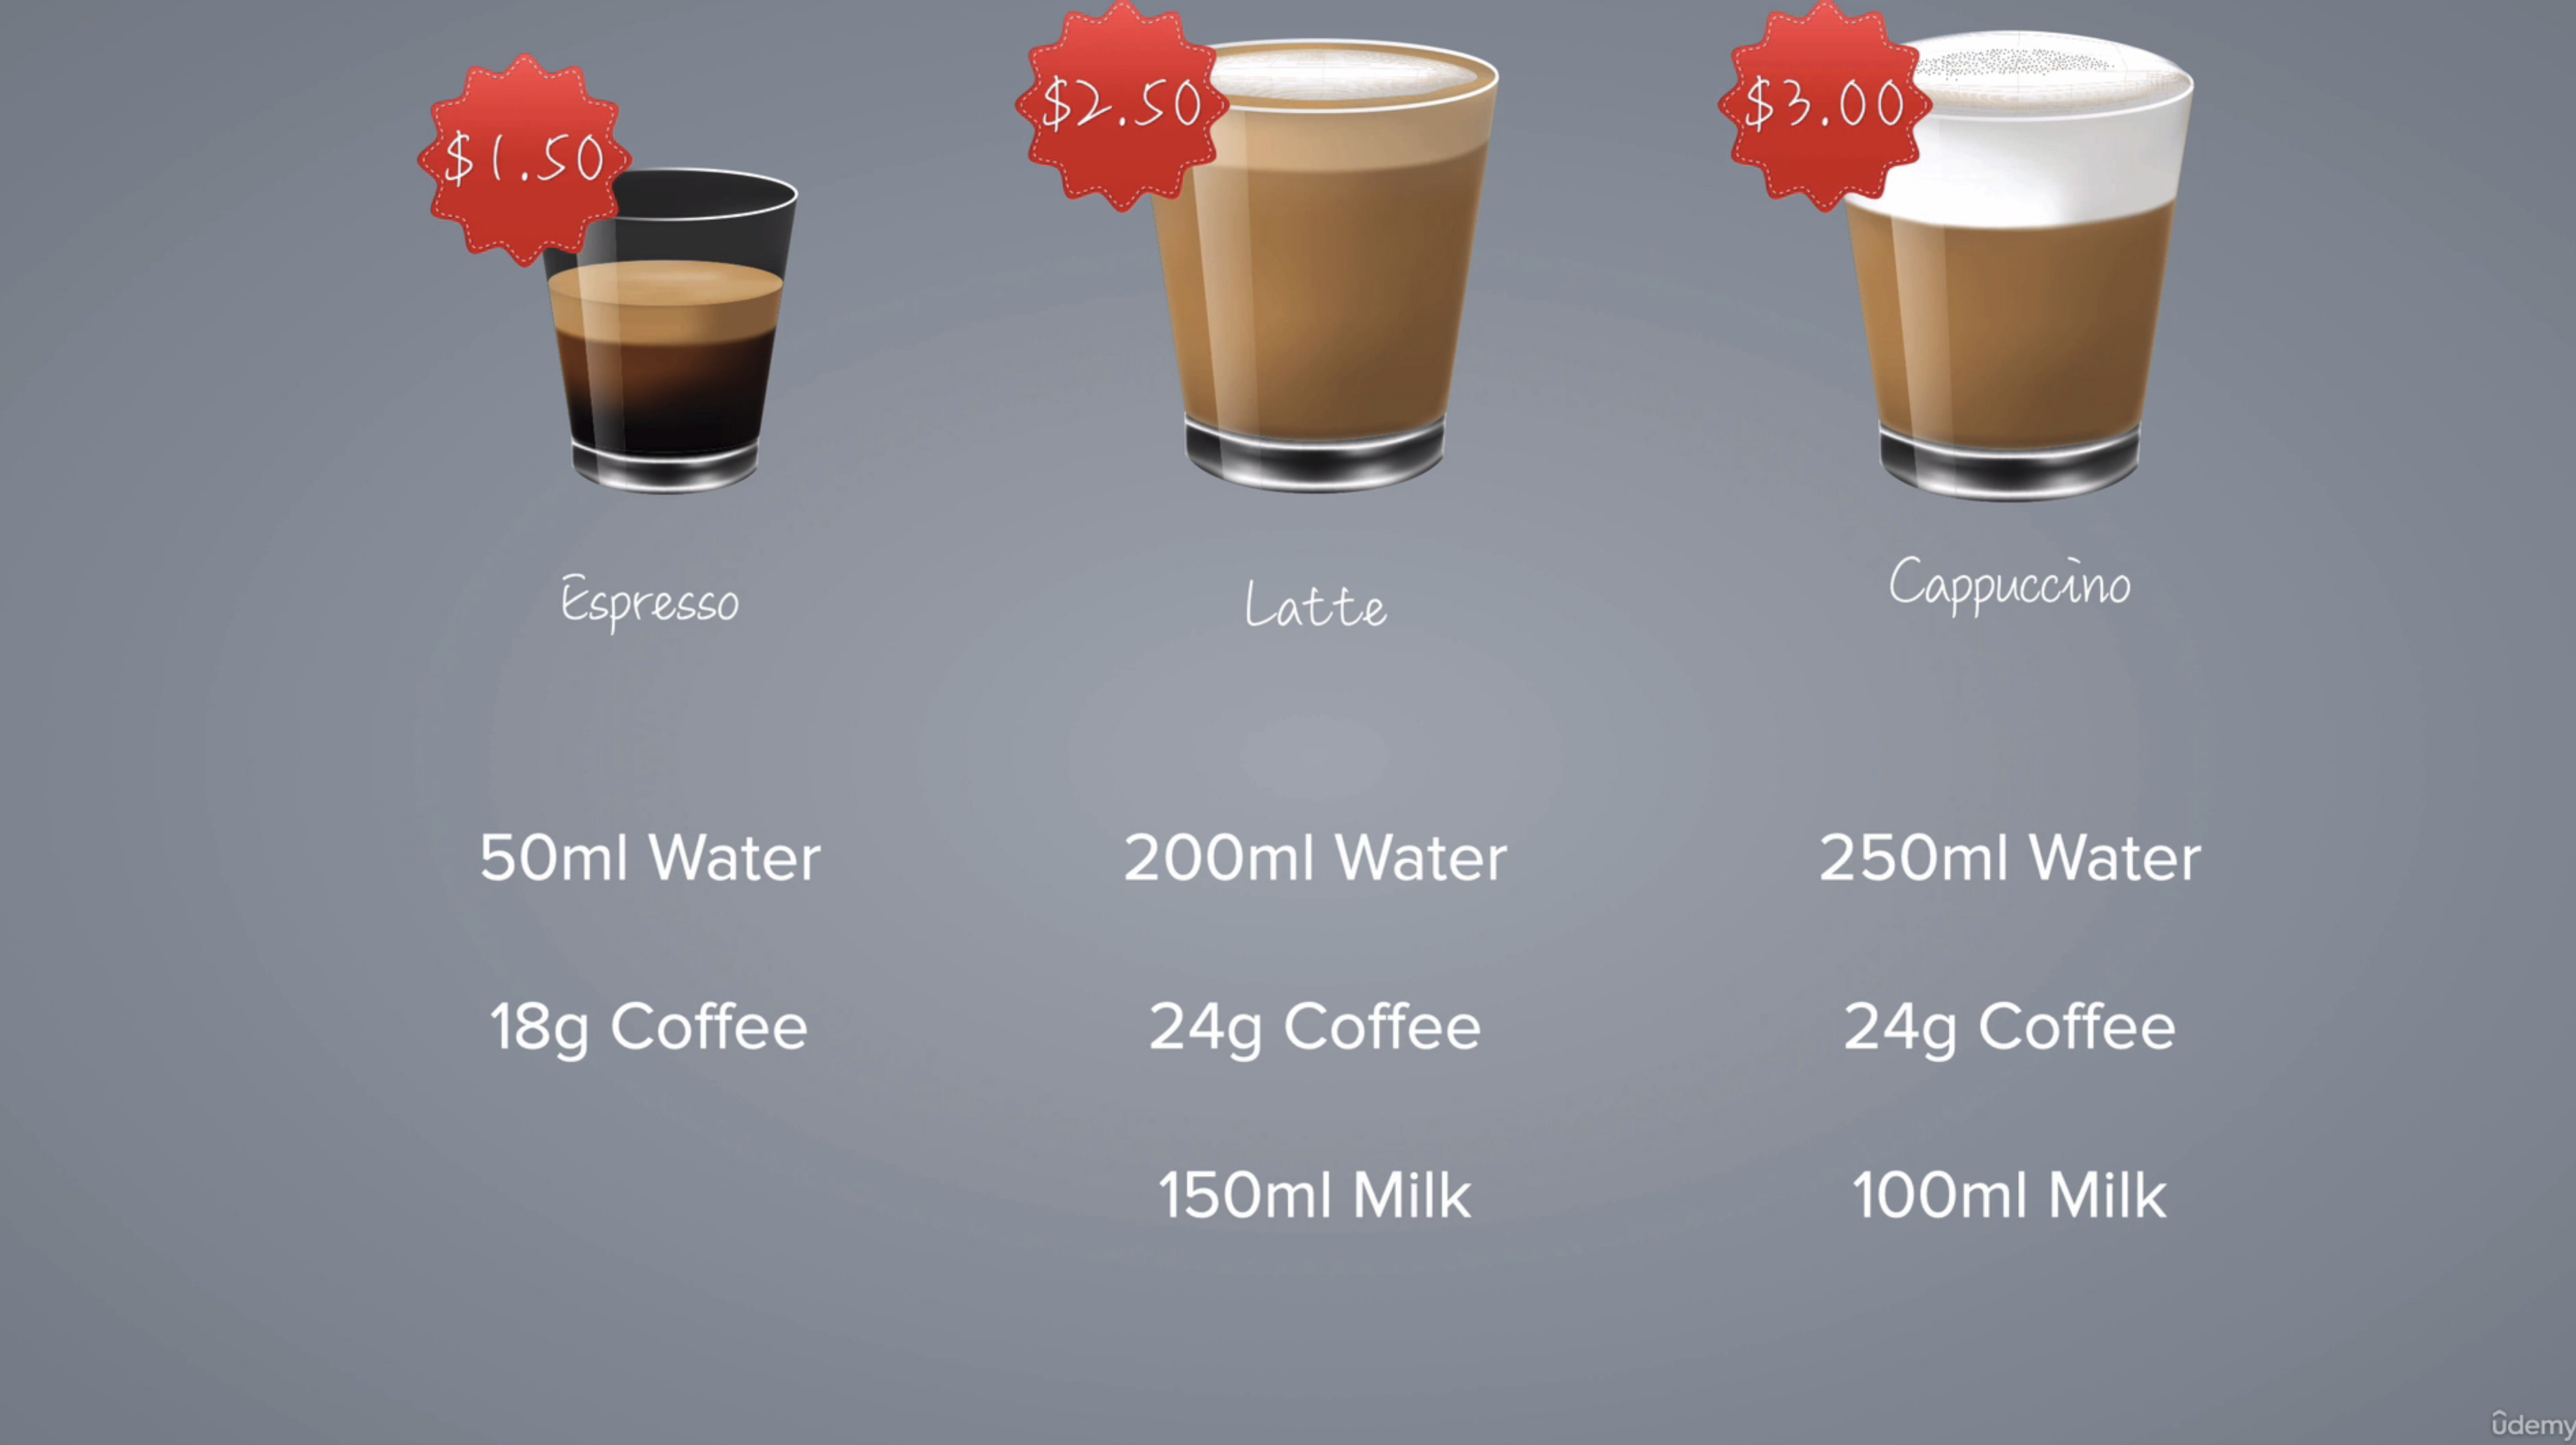 $1.50
$2.50
$3.00
Espresso
Latte
Cappuccino
50ml Water
200ml Water
250ml Water
18g Coffee
24g Coffee
24g Coffee
150ml Milk
100ml Milk
ûdemy